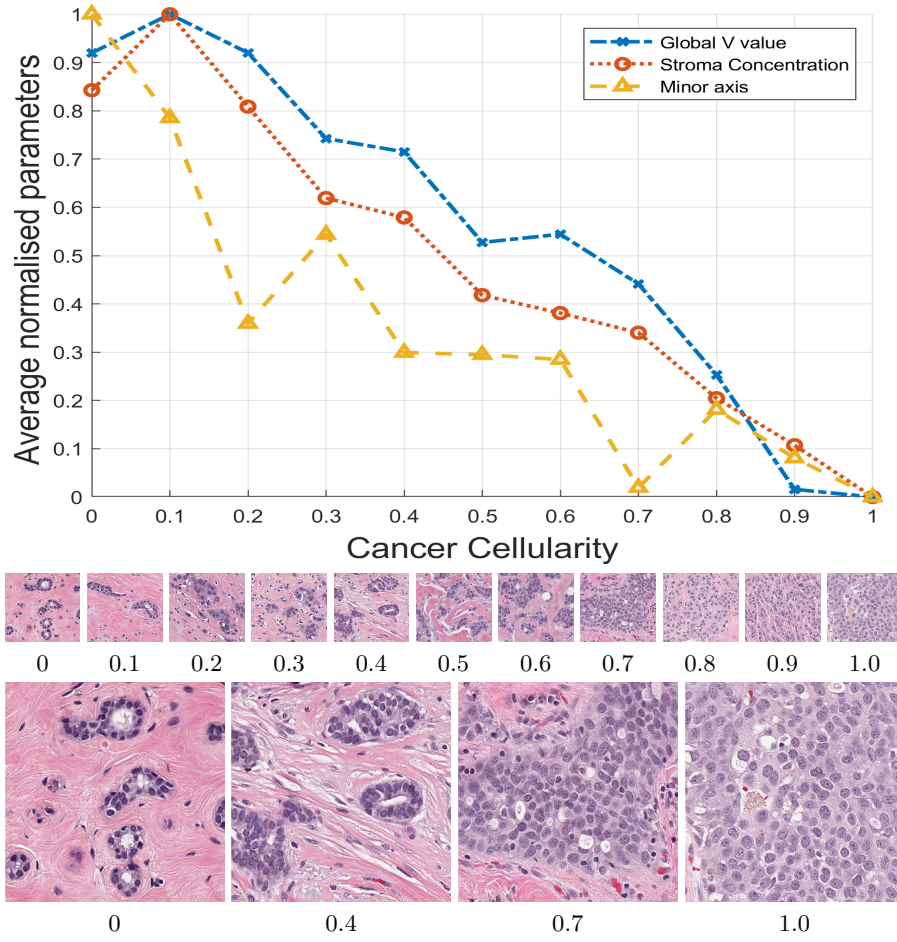 Average normalised parameters
1
0.9
0.8
0.7
0.6
0.5
0.4
0.3
0.2
0.1
0
Global V value
Stroma Concentration
Minor axis
0 0.1 0.2 0.3 0.4 0.5 0.6 0.7 0.8 0.9 1
Cancer Cellularity
0 0.1 0.2 0.3 0.4 0.5 0.6 0.7 0.8 0.9 1.0
0 0.4 0.7 1.0